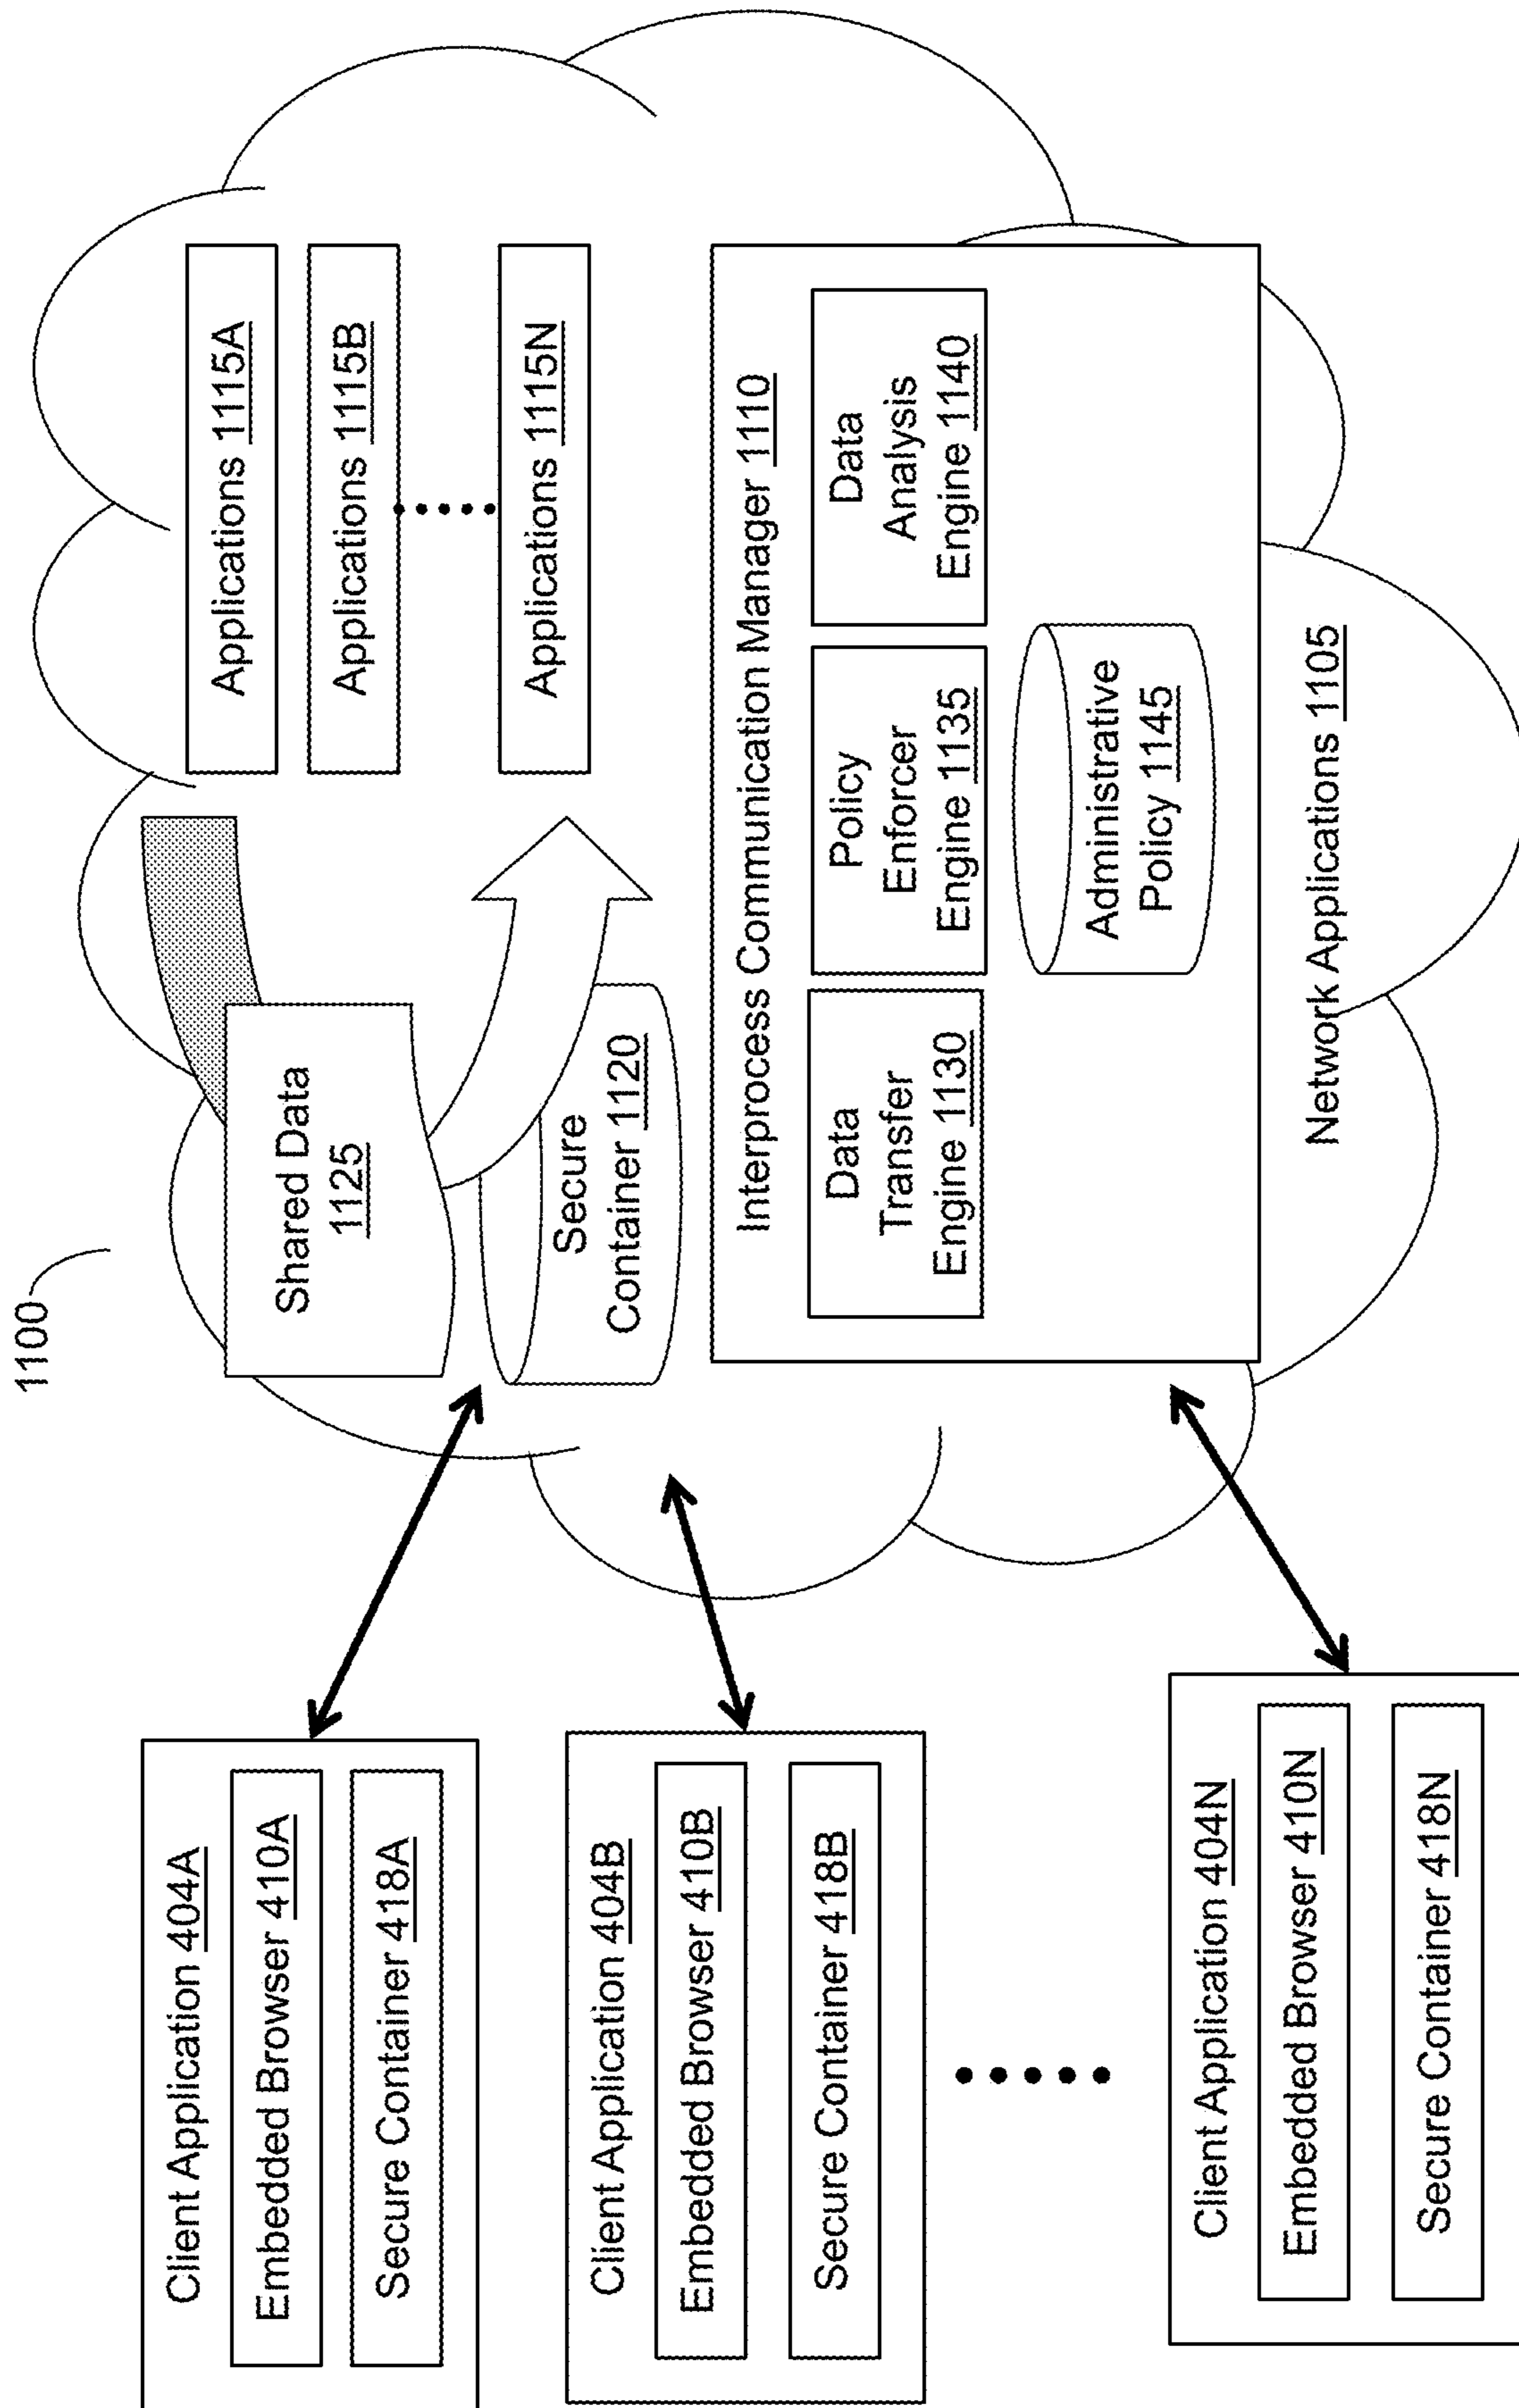 1100
Client Application 404A
Embedded Browser 410A
Secure Container 418A
Client Application 404B
Embedded Browser 410B
Secure Container 418B
Client Application 404N
Embedded Browser 410N
Secure Container 418N
Shared Data
1125
Secure
Container 1120
Applications 1115A
Applications 1115B
Applications 1115N
Interprocess Communication Manager 1110
Data
Transfer
Engine 1130
Policy
Enforcer
Engine 1135
Data
Analysis
Engine 1140
Administrative
Policy 1145
Network Applications 1105